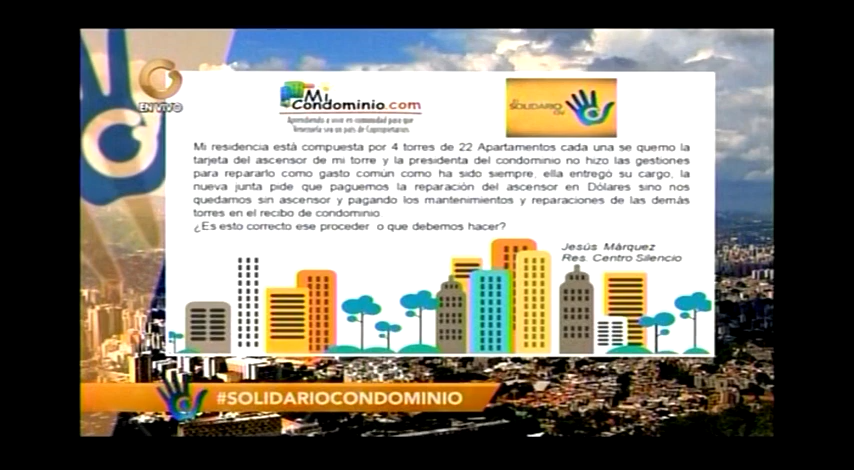 EN VIVO
Mi
Condominio.com
Aprendiendo a vivir en comunidad para que
Venezuela sea un país de Copropietarios
SOLIDARIO
Mi residencia está compuesta por 4 torres de 22 Apartamentos cada una se quemo la
tarjeta del ascensor de mi torre y la presidenta del condominio no hizo las gestiones
para repararlo como gasto común como ha sido siempre, ella entregó su cargo, la
nueva junta pide que paguemos la reparación del ascensor en Dólares sino nos
quedamos sin ascensor y pagando los mantenimientos y reparaciones de las demás
torres en el recibo de condominio
¿Es esto correcto ese proceder o que debemos hacer?
Jesús Márquez
Res. Centro Silencio
#SOLIDARIOCONDOMINIO